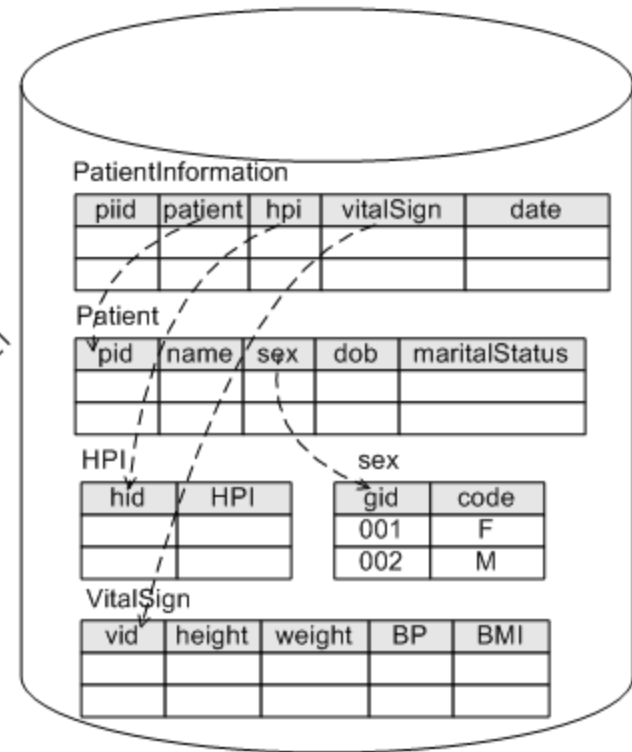 PatientInformation
piid patient hpi vitalSign date
Patient
pid name sex dob maritalStatus
HPI sex
hid HPI gid code
001 F
002 M
VitalSign
vid height weight BP BMI